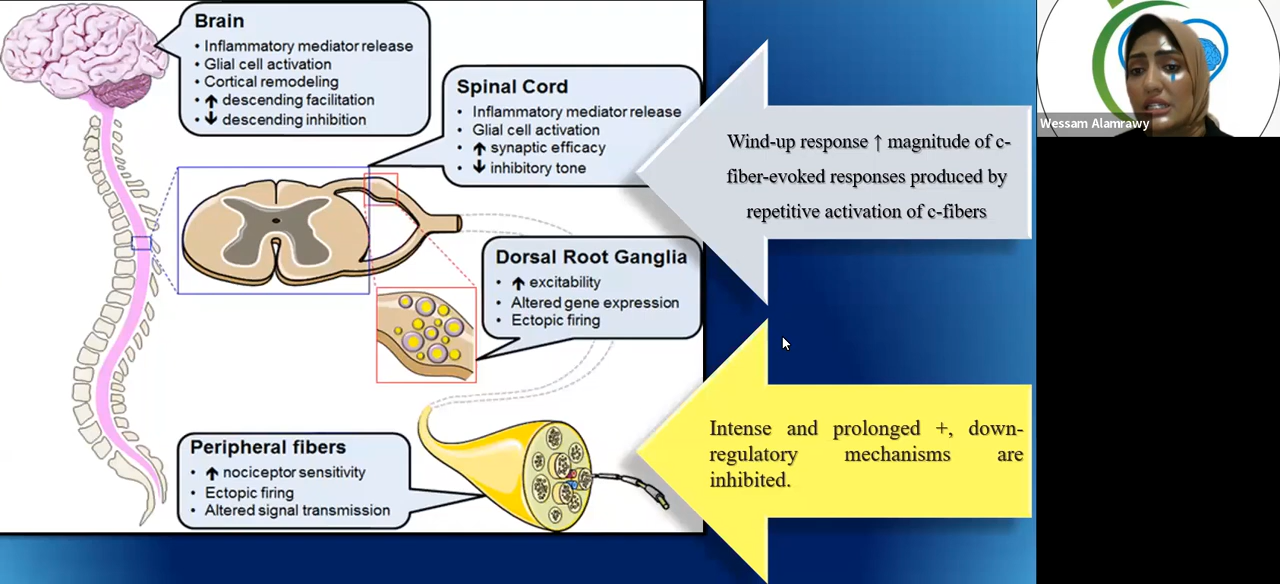 Brain
• Inflammatory mediator release
• Glial cell activation
• Cortical remodeling
• ↑ descending facilitation
• ↓ descending inhibition
Spinal Cord
• Inflammatory mediator release
• Glial cell activation
• ↑ synaptic efficacy
• ↓ inhibitory tone
Dorsal Root Ganglia
• ↑ excitability
• Altered gene expression
• Ectopic firing
Peripheral fibers
• ↑ nociceptor sensitivity
• Ectopic firing
• Altered signal transmission
Wind-up response ↑ magnitude of c-
fiber-evoked responses produced by
repetitive activation of c-fibers
Intense and prolonged +, down-
regulatory mechanisms are
inhibited.
Wessam Alamrawy